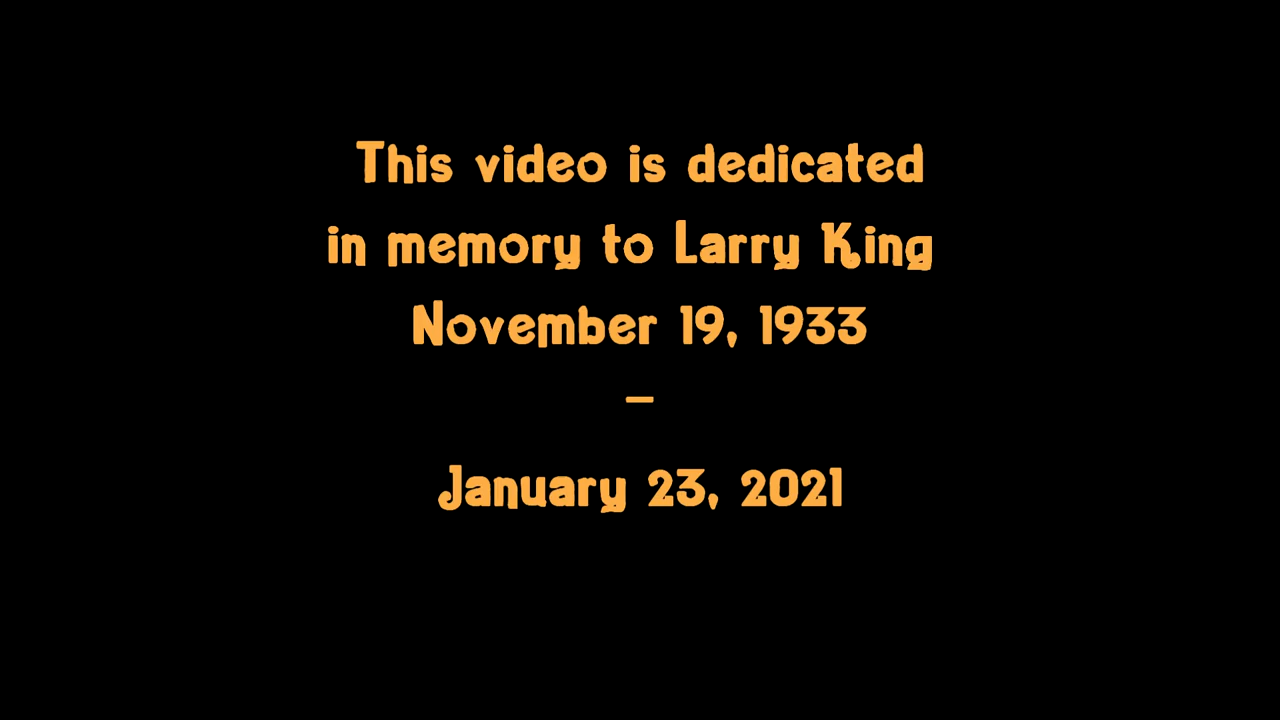 This video is dedicated
in memory to Larry King
November 19, 1933
–
January 23, 2021